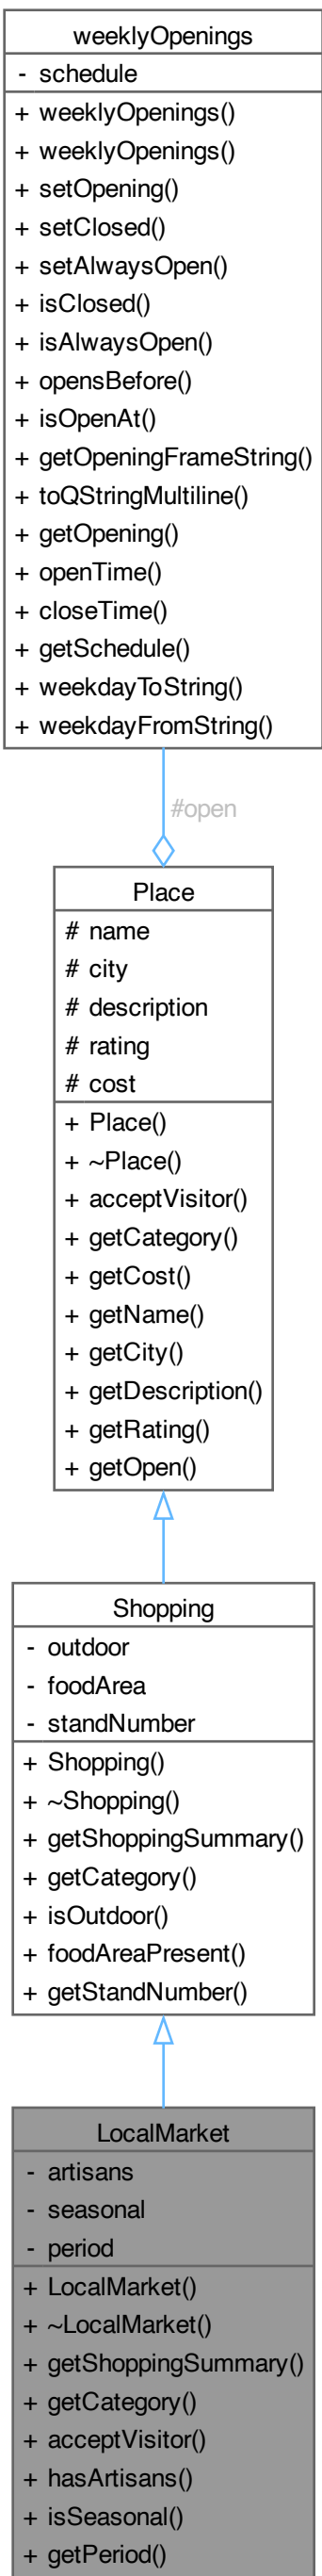 weeklyOpenings
- schedule
+ weeklyOpenings()
+ weeklyOpenings()
+ setOpening()
+ setClosed()
+ setAlwaysOpen()
+ isClosed()
+ isAlwaysOpen()
+ opensBefore()
+ isOpenAt()
+ getOpeningFrameString()
+ toQStringMultiline()
+ getOpening()
+ openTime()
+ closeTime()
+ getSchedule()
+ weekdayToString()
+ weekdayFromString()
#open
Place
# name
# city
# description
# rating
# cost
+ Place()
+ ~Place()
+ acceptVisitor()
+ getCategory()
+ getCost()
+ getName()
+ getCity()
+ getDescription()
+ getRating()
+ getOpen()
Shopping
- outdoor
- foodArea
- standNumber
+ Shopping()
+ ~Shopping()
+ getShoppingSummary()
+ getCategory()
+ isOutdoor()
+ foodAreaPresent()
+ getStandNumber()
LocalMarket
- artisans
- seasonal
- period
+ LocalMarket()
+ ~LocalMarket()
+ getShoppingSummary()
+ getCategory()
+ acceptVisitor()
+ hasArtisans()
+ isSeasonal()
+ getPeriod()